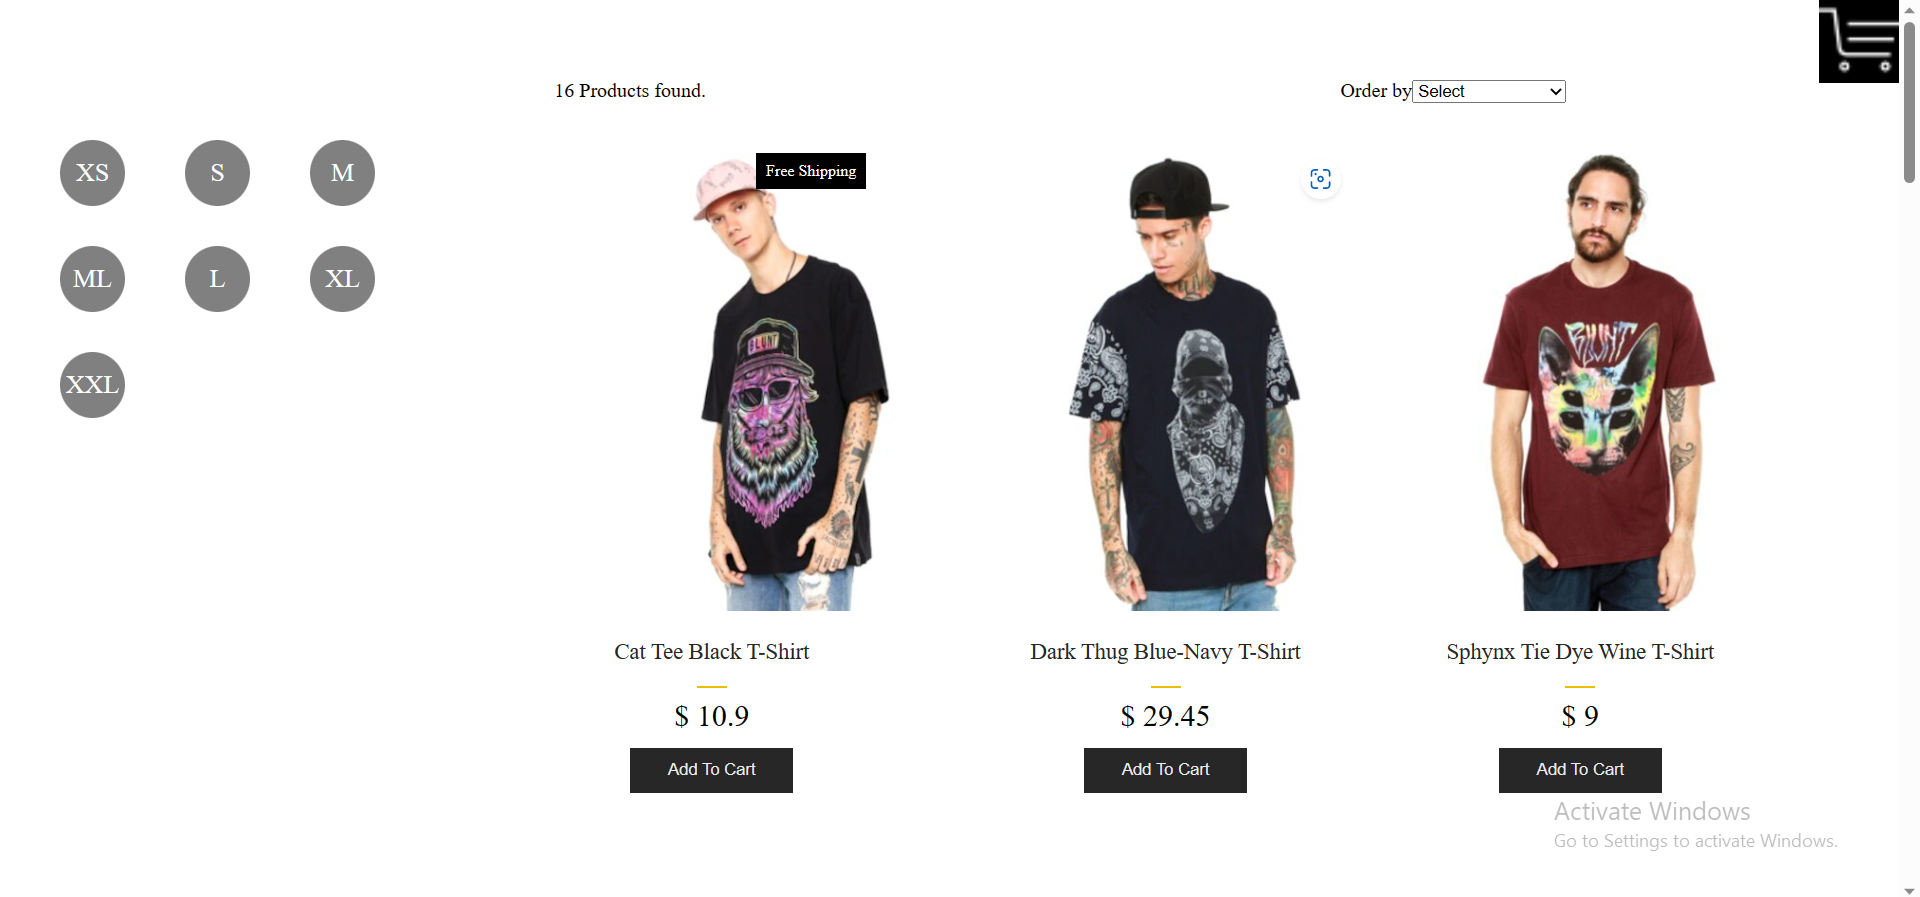 16 Products found.
Order by Select
XS S M
ML L XL
XXL
Free Shipping
BLUNT
BLUNT
Cat Tee Black T-Shirt
Dark Thug Blue-Navy T-Shirt
Sphynx Tie Dye Wine T-Shirt
$ 10.9
$ 29.45
$ 9
Add To Cart
Add To Cart
Add To Cart
Activate Windows
Go to Settings to activate Windows.